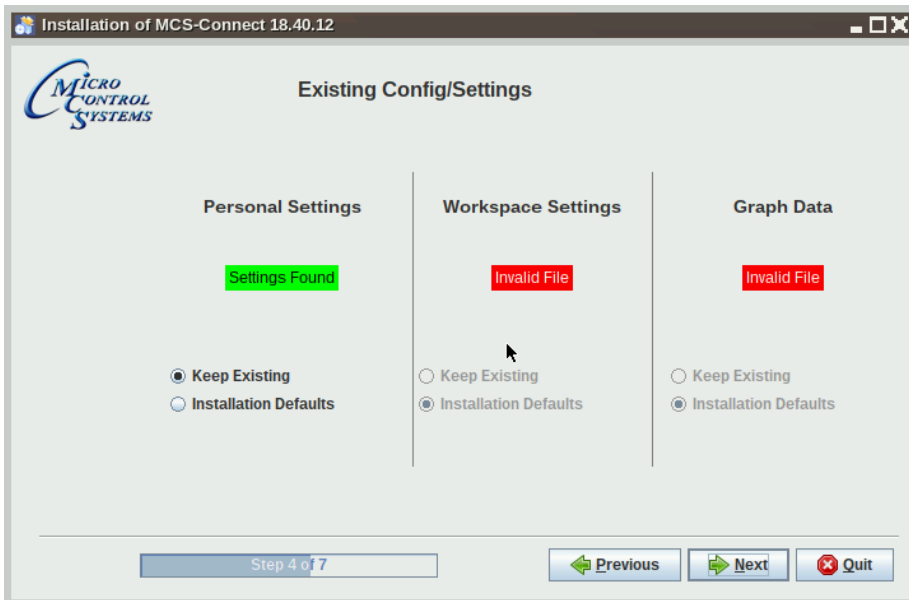 Installation of MCS-Connect 18.40.12
MICRO
CONTROL
SYSTEMS
Existing Config/Settings
Personal Settings
Settings Found
Keep Existing
Installation Defaults
Workspace Settings
Invalid File
Keep Existing
Installation Defaults
Graph Data
Invalid File
Keep Existing
Installation Defaults
Step 4 of 7
Previous
Next
Quit